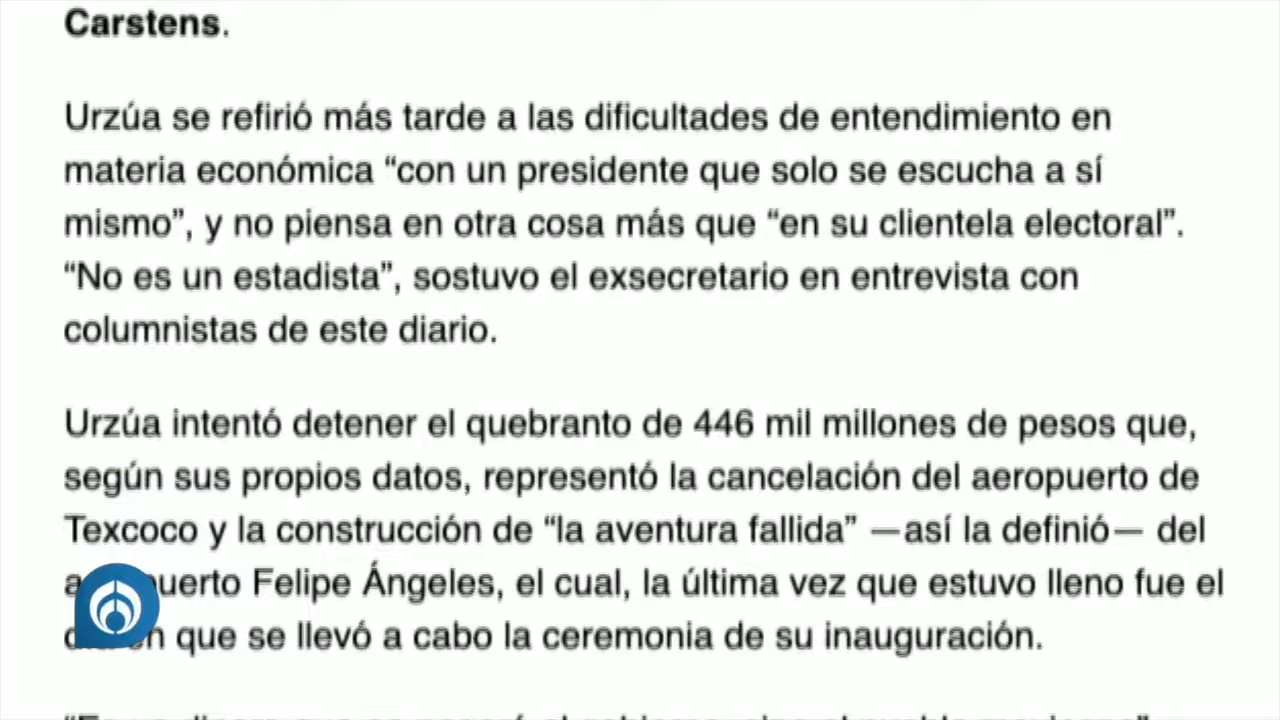 Carstens.
Urzúa se refirió más tarde a las dificultades de entendimiento en
materia económica “con un presidente que solo se escucha a sí
mismo”, y no piensa en otra cosa más que “en su clientela electoral”.
“No es un estadista”, sostuvo el exsecretario en entrevista con
columnistas de este diario.
Urzúa intentó detener el quebranto de 446 mil millones de pesos que,
según sus propios datos, representó la cancelación del aeropuerto de
Texcoco y la construcción de “la aventura fallida” —así la definió— del
Felipe Ángeles, el cual, la última vez que estuvo lleno fue el
que se llevó a cabo la ceremonia de su inauguración.